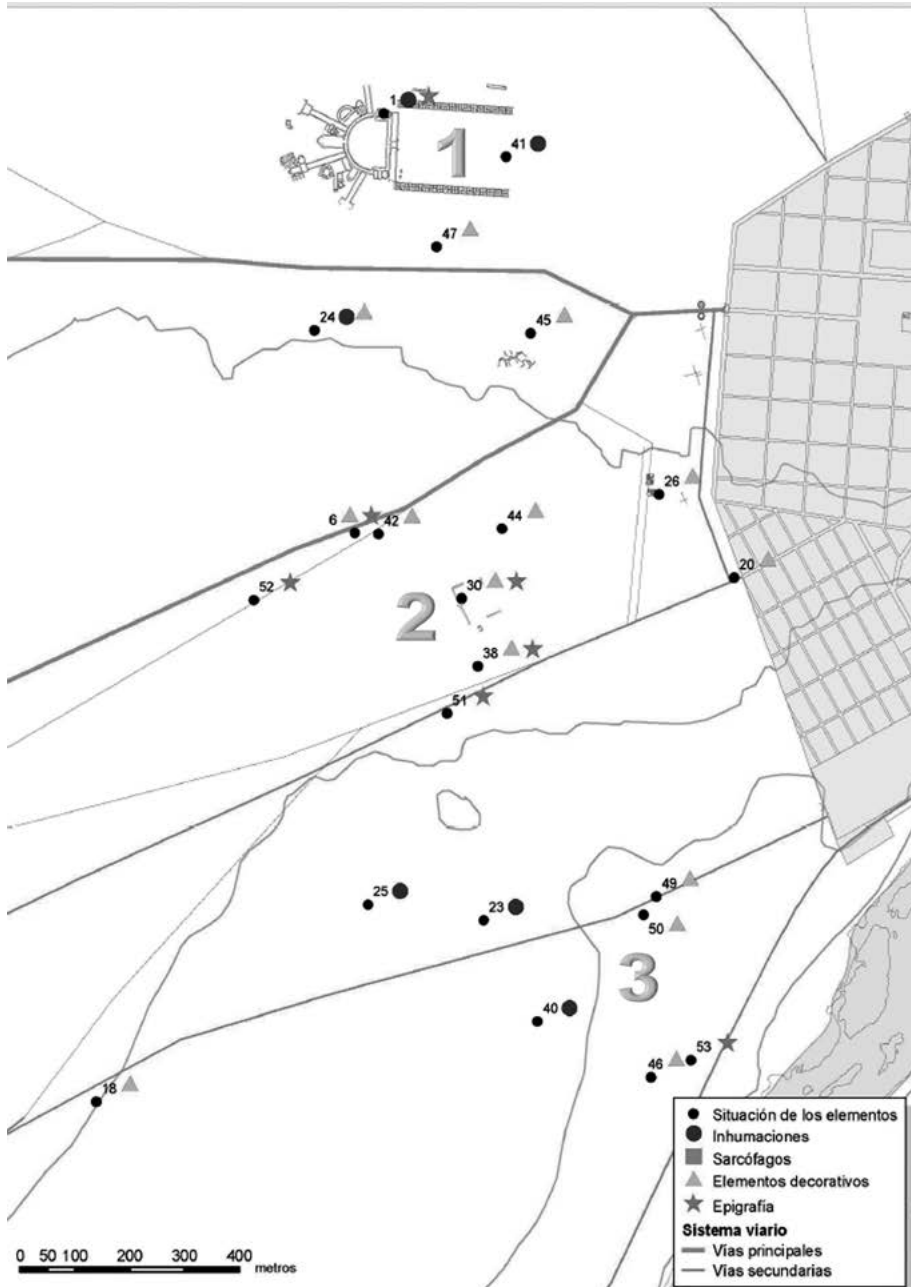 1
1
41
47
24
45
26
6
42
44
20
52
30
2
38
51
25
23
49
50
3
40
53
46
18
Situación de los elementos
Inhumaciones
Sarcófagos
Elementos decorativos
Epigrafía
Sistema viario
Vías principales
Vías secundarias
0 50 100 200 300 400
metros